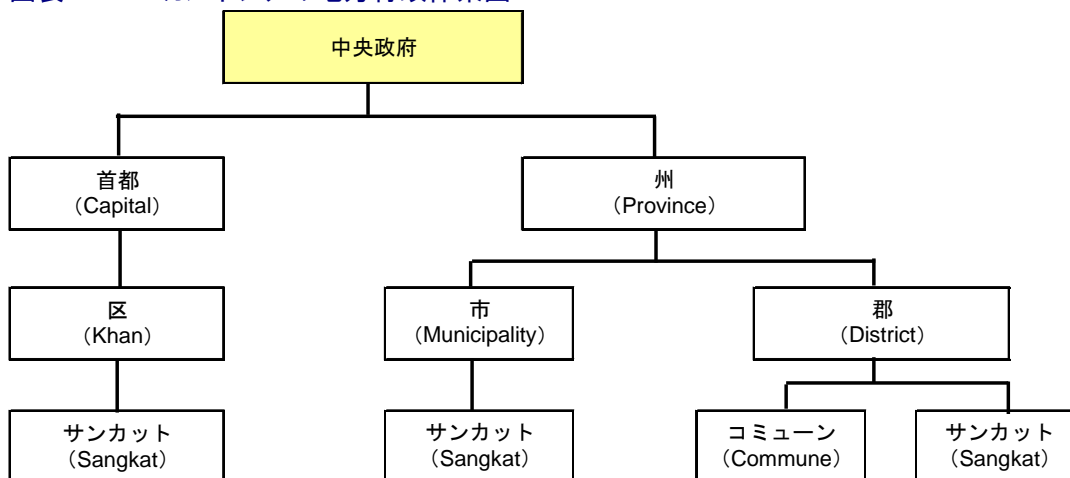 中央政府
首都
（Capital）
州
（Province）
区
（Khan）
市
（Municipality）
郡
（District）
サンカット
（Sangkat）
サンカット
（Sangkat）
コミューン
（Commune）
サンカット
（Sangkat）